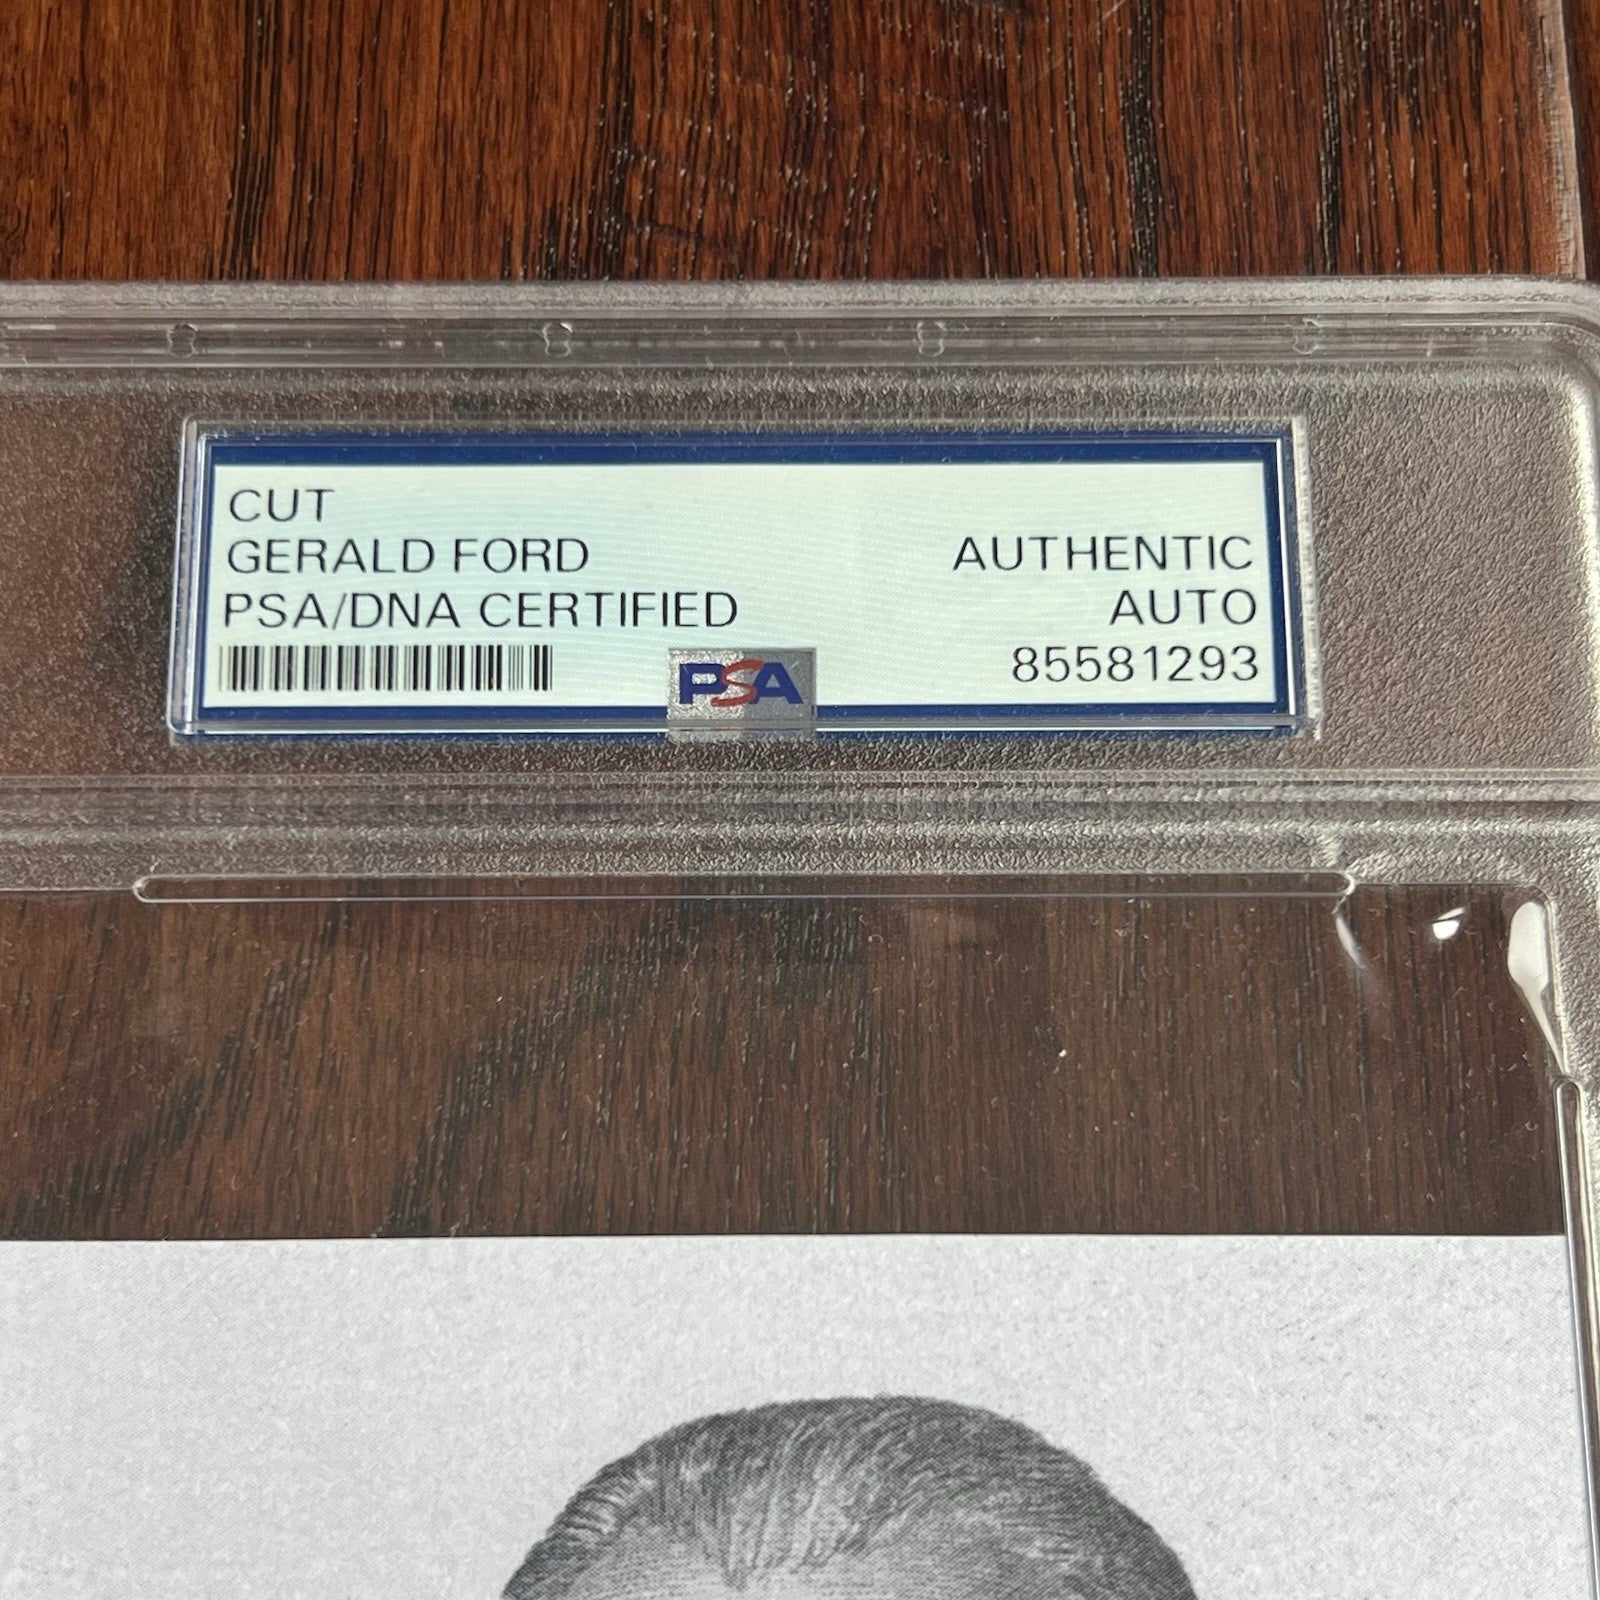 CUT
GERALD FORD
PSA/DNA CERTIFIED
AUTHENTIC
AUTO
85581293
PSA